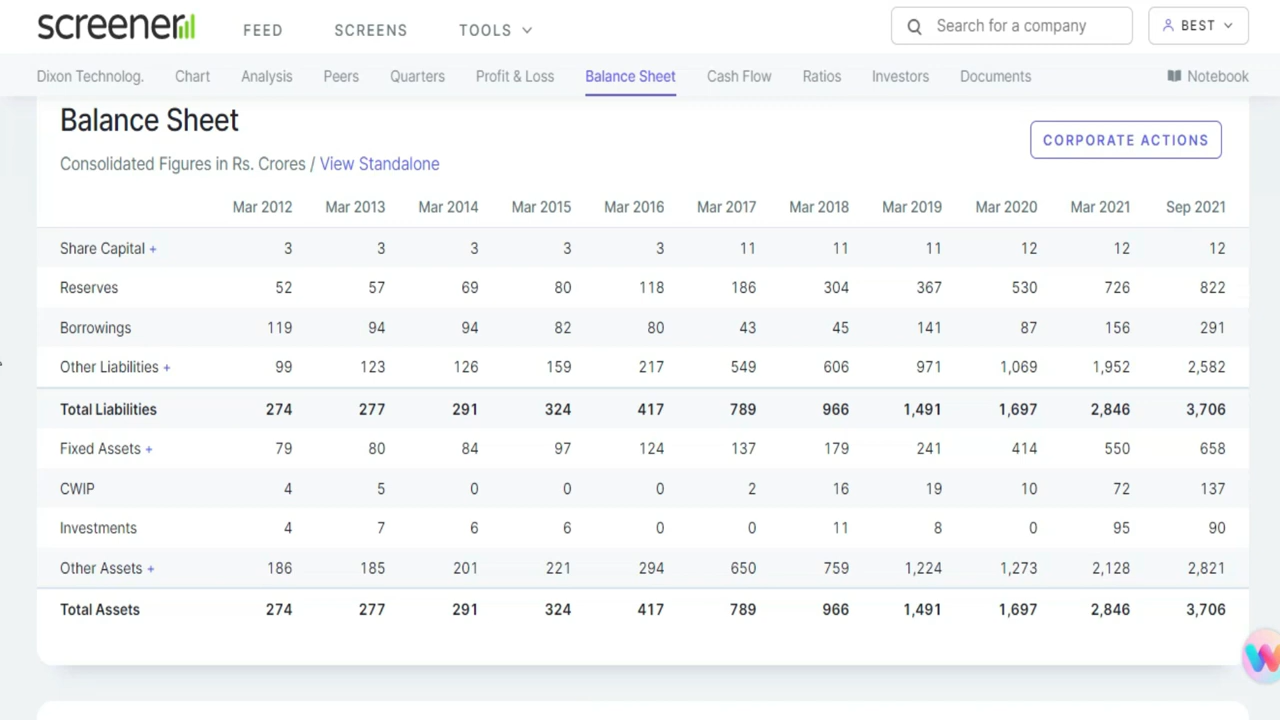 screener FEED SCREENS TOOLS Search for a company BEST
Dixon Technolog. Chart Analysis Peers Quarters Profit & Loss Balance Sheet Cash Flow Ratios Investors Documents Notebook
Balance Sheet
CORPORATE ACTIONS
Consolidated Figures in Rs. Crores / View Standalone
Mar 2012 Mar 2013 Mar 2014 Mar 2015 Mar 2016 Mar 2017 Mar 2018 Mar 2019 Mar 2020 Mar 2021 Sep 2021
Share Capital + 3 3 3 3 3 11 11 11 12 12 12
Reserves 52 57 69 80 118 186 304 367 530 726 822
Borrowings 119 94 94 82 80 43 45 141 87 156 291
Other Liabilities + 99 123 126 159 217 549 606 971 1,069 1,952 2,582
Total Liabilities 274 277 291 324 417 789 966 1,491 1,697 2,846 3,706
Fixed Assets + 79 80 84 97 124 137 179 241 414 550 658
CWIP 4 5 0 0 0 2 16 19 10 72 137
Investments 4 7 6 6 0 0 11 8 0 95 90
Other Assets + 186 185 201 221 294 650 759 1,224 1,273 2,128 2,821
Total Assets 274 277 291 324 417 789 966 1,491 1,697 2,846 3,706